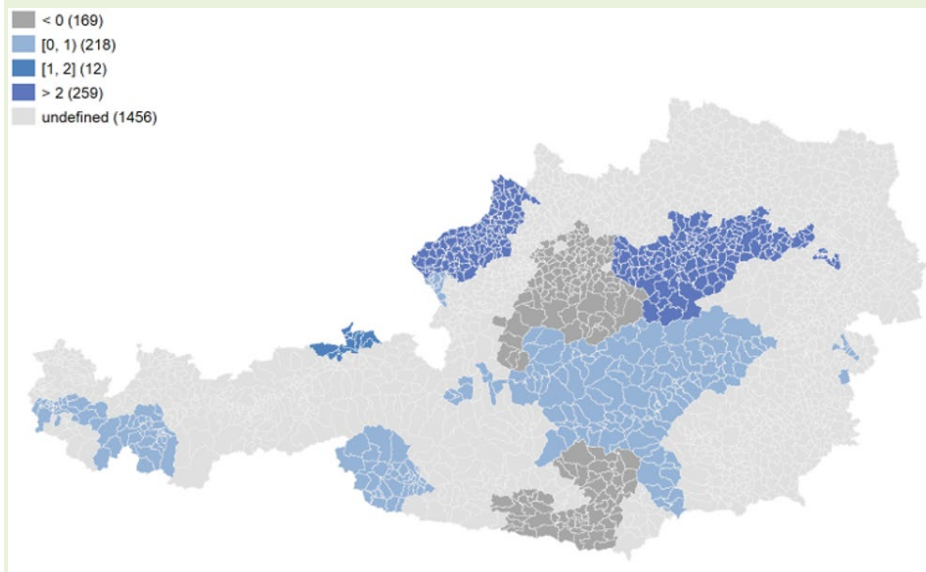 < 0 (169)
[0, 1) (218)
[1, 2] (12)
> 2 (259)
undefined (1456)